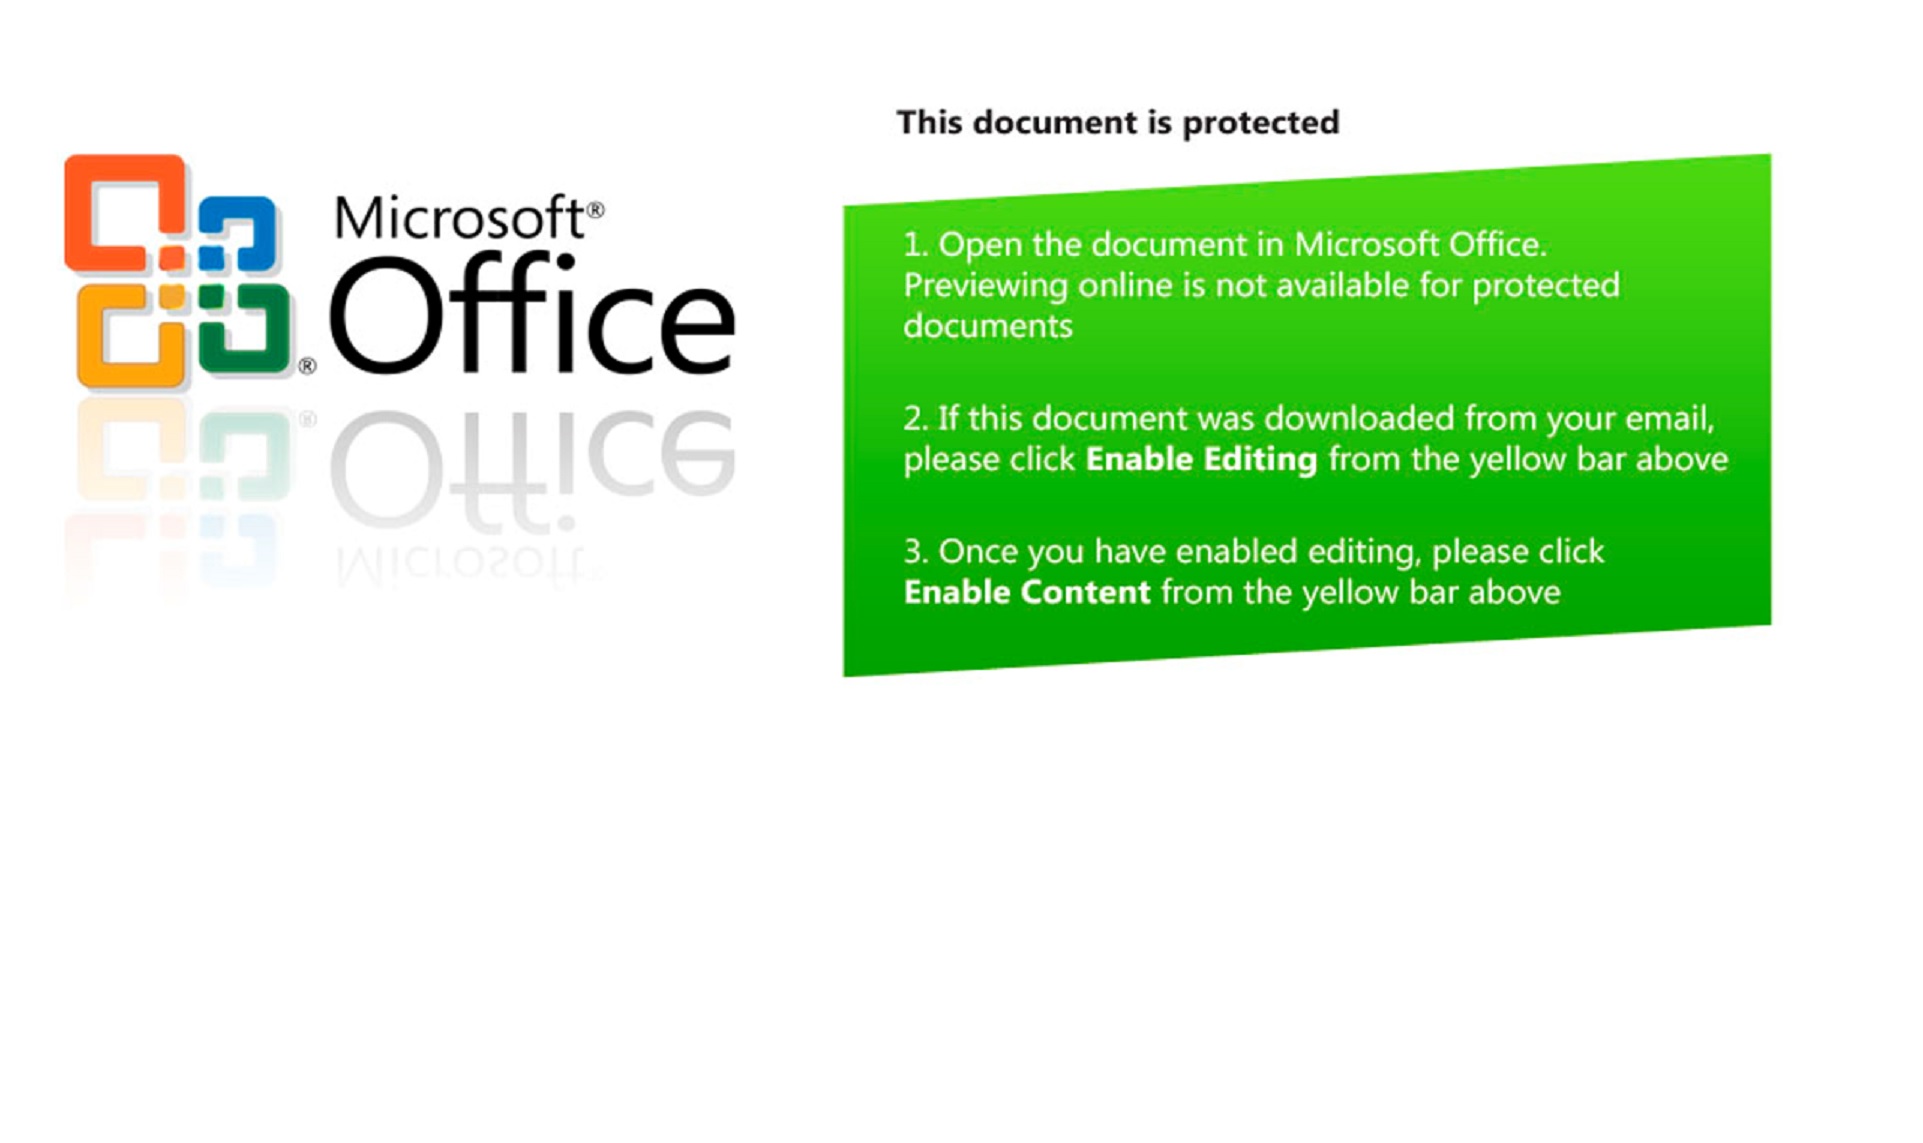 This document is protected
Microsoft®
Office
®
1. Open the document in Microsoft Office.
Previewing online is not available for protected
documents
2. If this document was downloaded from your email,
please click Enable Editing from the yellow bar above
3. Once you have enabled editing, please click
Enable Content from the yellow bar above